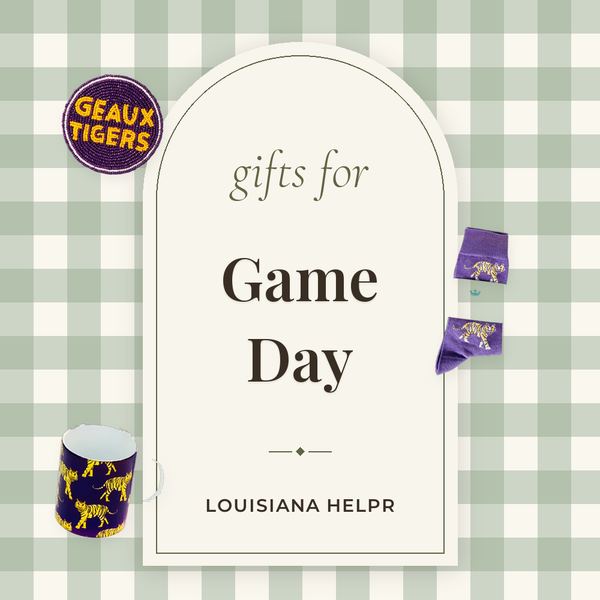 GEAUX
TIGERS
gifts for
Game
Day
LOUISIANA HELPR